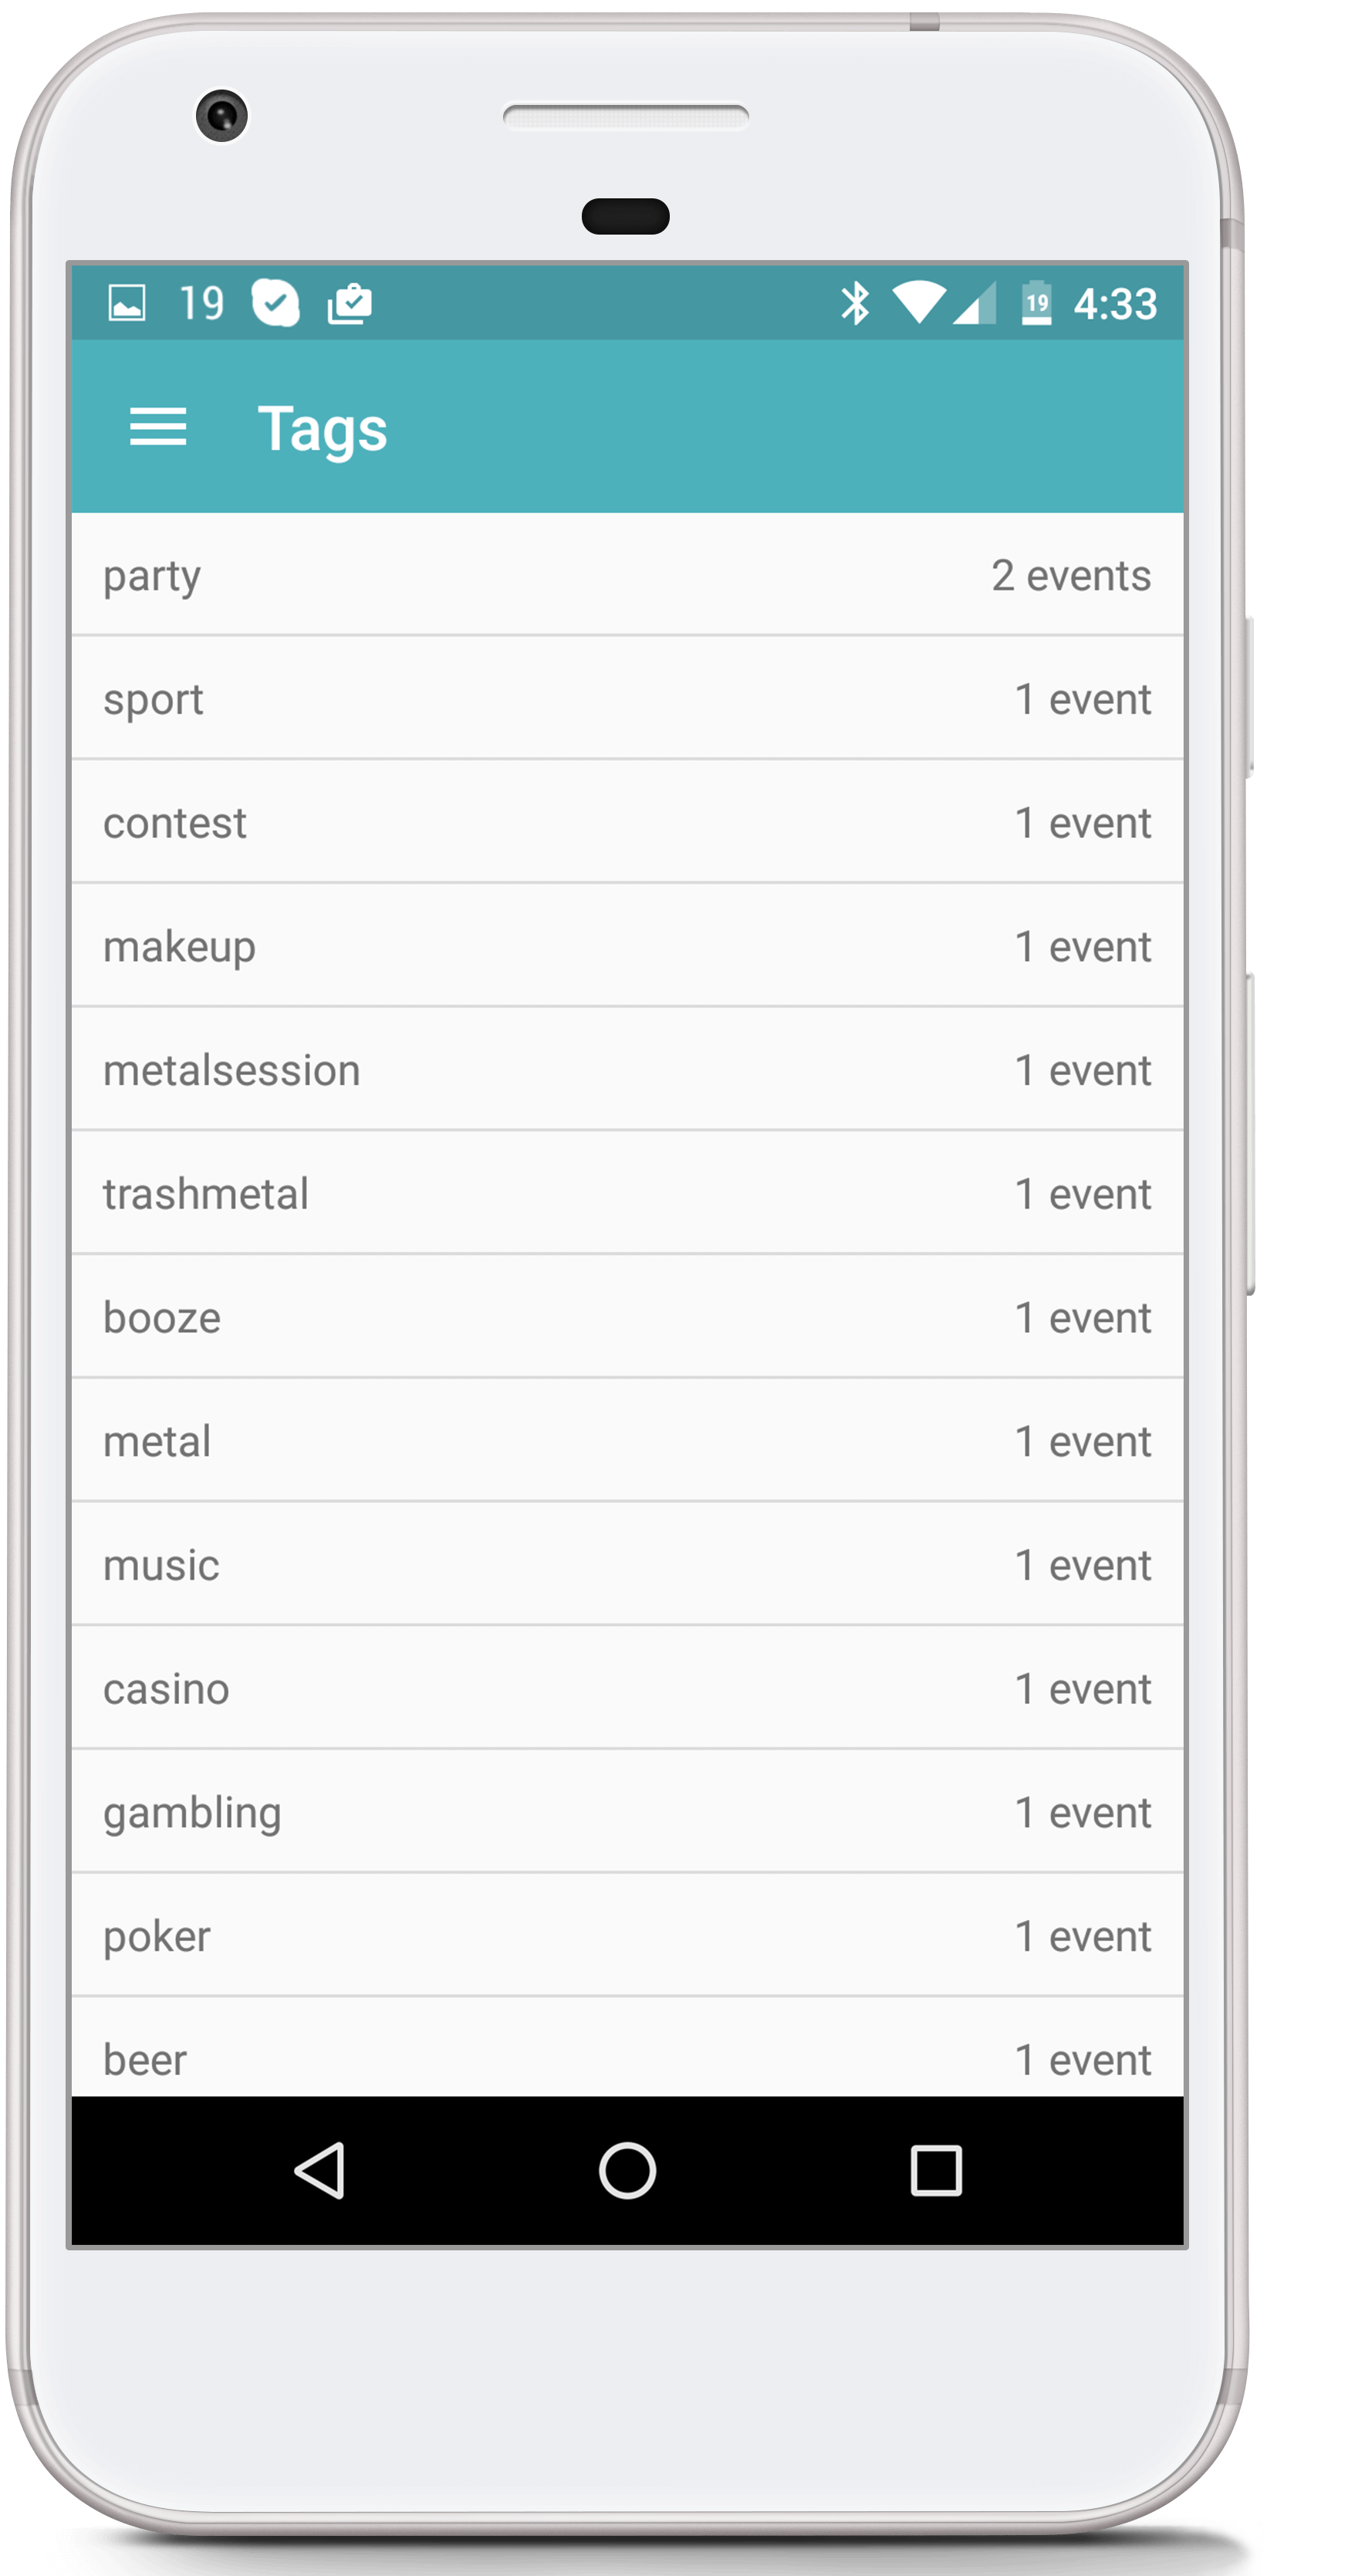 19 19 4:33
Tags
party 2 events
sport 1 event
contest 1 event
makeup 1 event
metalsession 1 event
trashmetal 1 event
booze 1 event
metal 1 event
music 1 event
casino 1 event
gambling 1 event
poker 1 event
beer 1 event